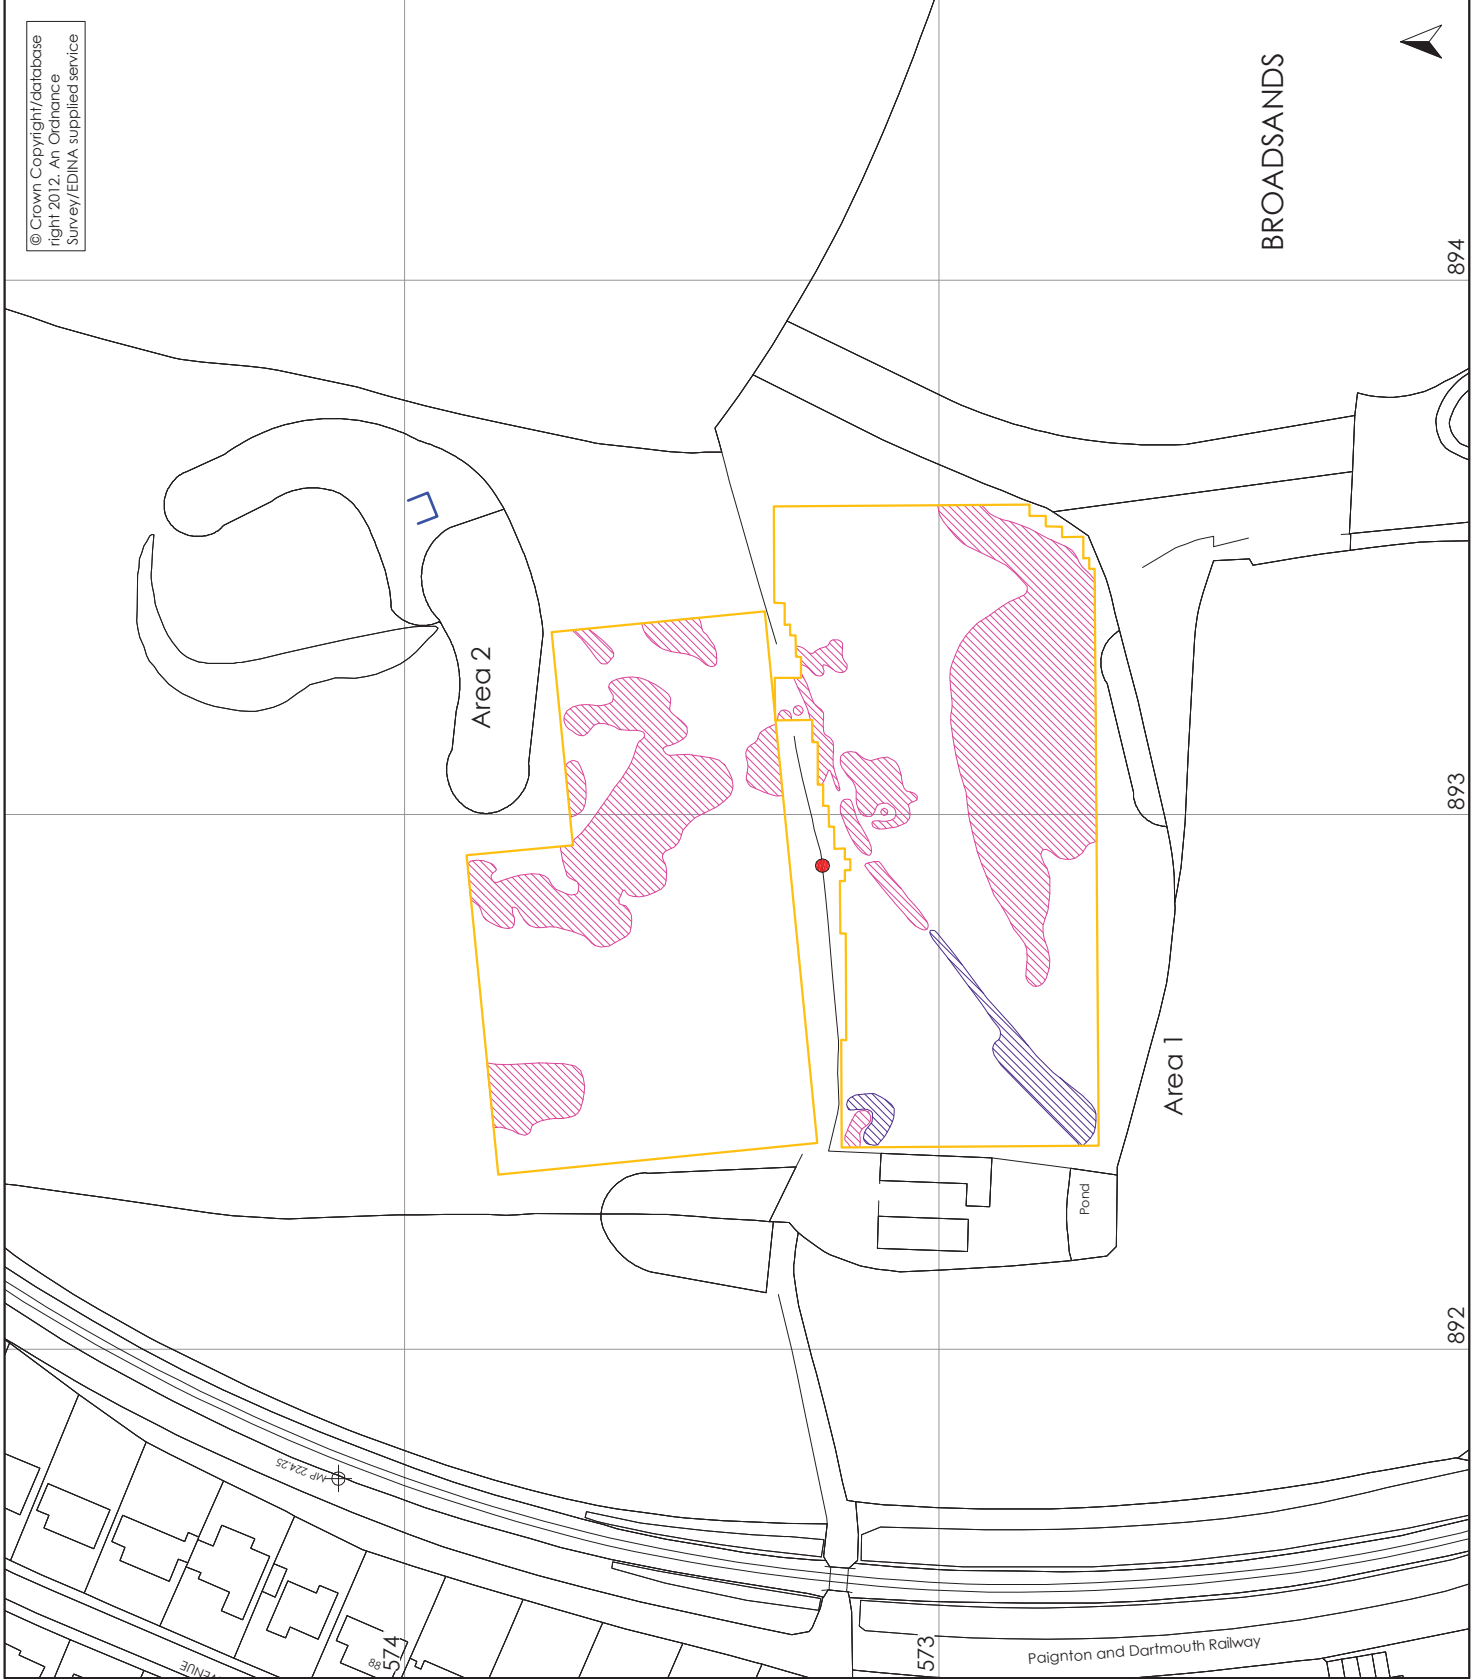 © Crown Copyright/database
right 2012. An Ordnance
Survey/EDINA supplied service
BROADSANDS
894
Area 2
893
Area 1
Pond
892
MP 224.25
574
573
88
Paignton and Dartmouth Railway